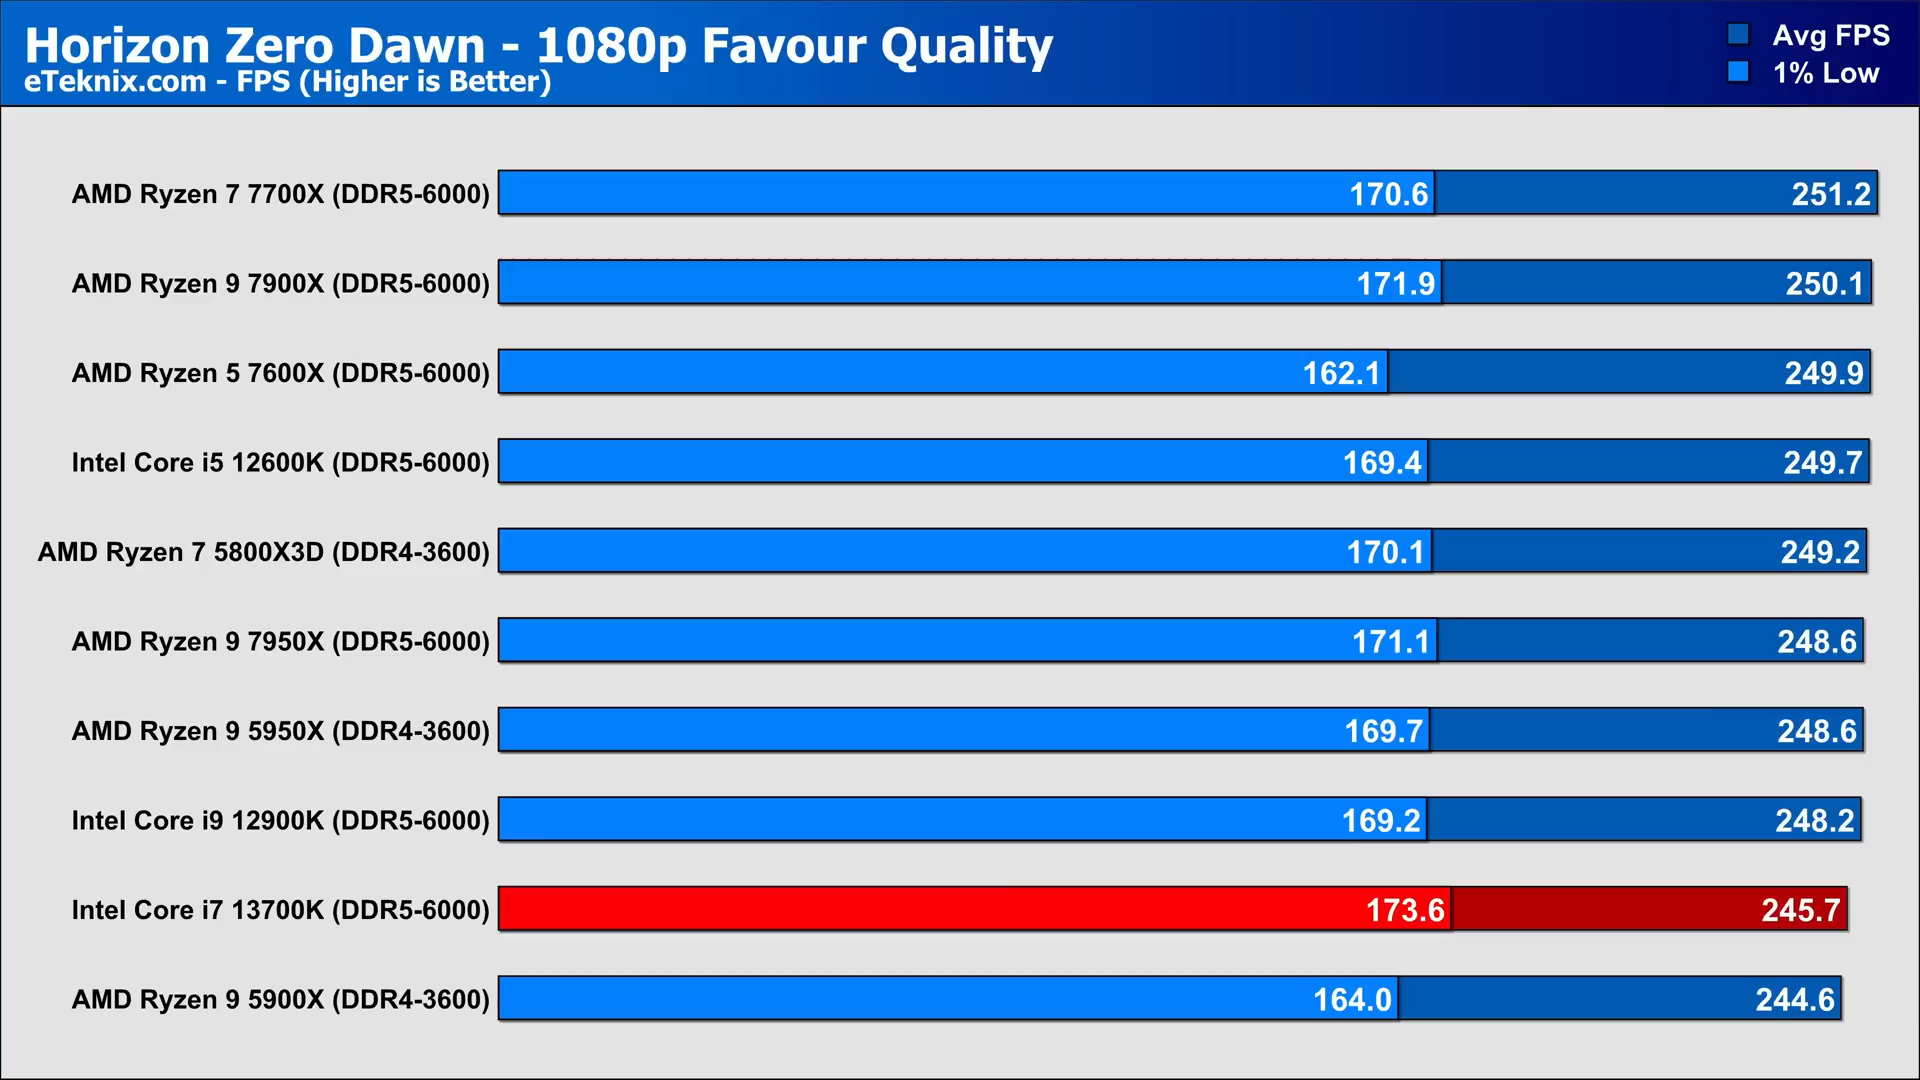 Horizon Zero Dawn - 1080p Favour Quality
eTeknix.com - FPS (Higher is Better)
Avg FPS
1% Low
AMD Ryzen 7 7700X (DDR5-6000) 170.6 251.2
AMD Ryzen 9 7900X (DDR5-6000) 171.9 250.1
AMD Ryzen 5 7600X (DDR5-6000) 162.1 249.9
Intel Core i5 12600K (DDR5-6000) 169.4 249.7
AMD Ryzen 7 5800X3D (DDR4-3600) 170.1 249.2
AMD Ryzen 9 7950X (DDR5-6000) 171.1 248.6
AMD Ryzen 9 5950X (DDR4-3600) 169.7 248.6
Intel Core i9 12900K (DDR5-6000) 169.2 248.2
Intel Core i7 13700K (DDR5-6000) 173.6 245.7
AMD Ryzen 9 5900X (DDR4-3600) 164.0 244.6